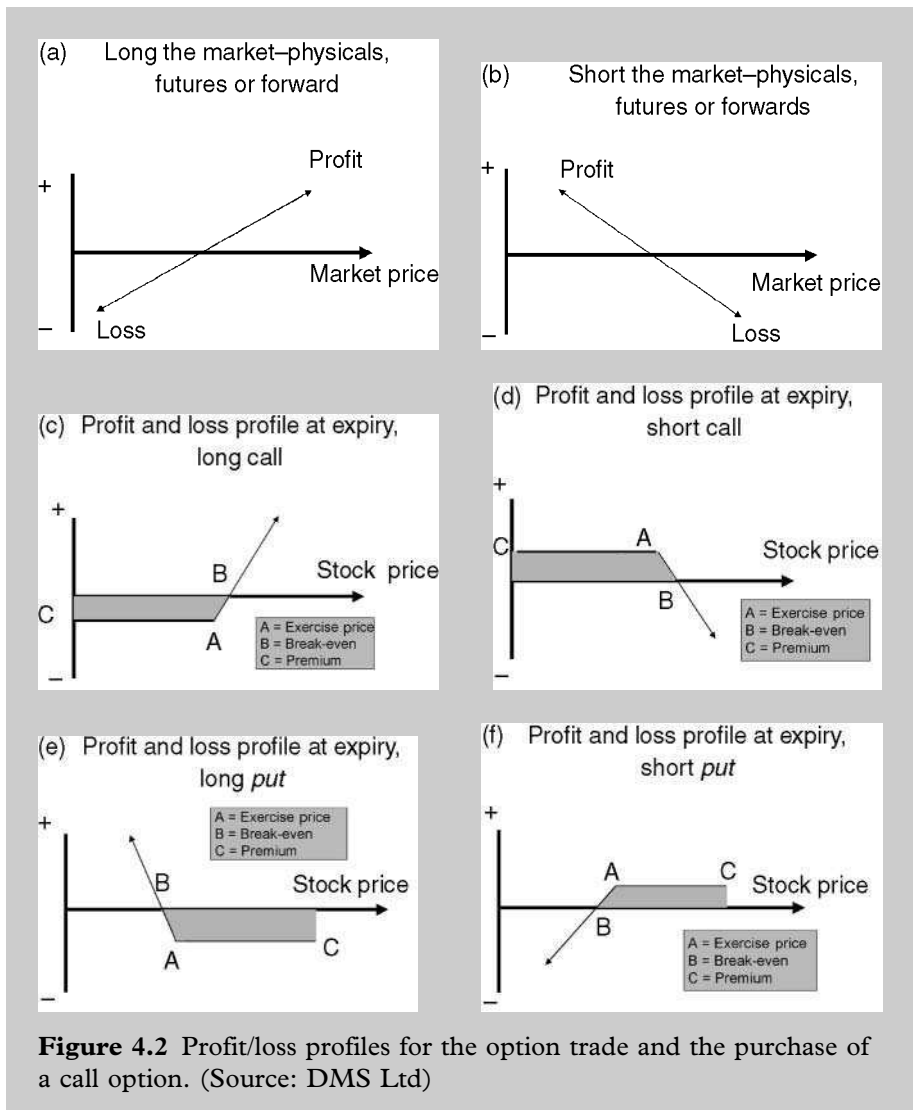 (a) Long the market–physicals,
futures or forward
+
Profit
Market price
–
Loss
(b) Short the market–physicals,
futures or forwards
+
Profit
Market price
–
Loss
(c) Profit and loss profile at expiry,
long call
+
B
Stock price
C
A
A = Exercise price
B = Break-even
C = Premium
–
(d) Profit and loss profile at expiry,
short call
+
C
A
Stock price
B
A = Exercise price
B = Break-even
C = Premium
–
(e) Profit and loss profile at expiry,
long put
A = Exercise price
B = Break-even
C = Premium
+
B
Stock price
A
C
–
(f) Profit and loss profile at expiry,
short put
+
A
C
Stock price
B
A = Exercise price
B = Break-even
C = Premium
–
Figure 4.2 Profit/loss profiles for the option trade and the purchase of
a call option. (Source: DMS Ltd)